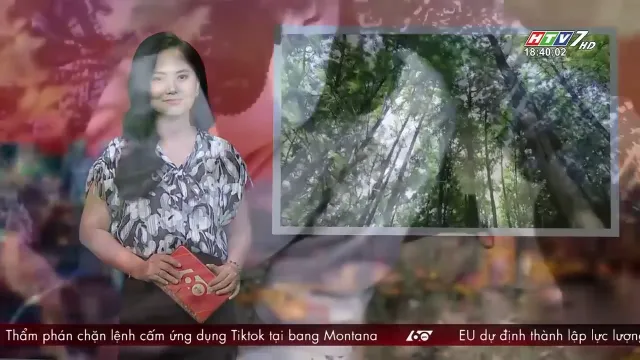 HTV7 HD
18:40:02
Thẩm phán chặn lệnh cấm ứng dụng Tiktok tại bang Montana 60 EU dự định thành lập lực lượng